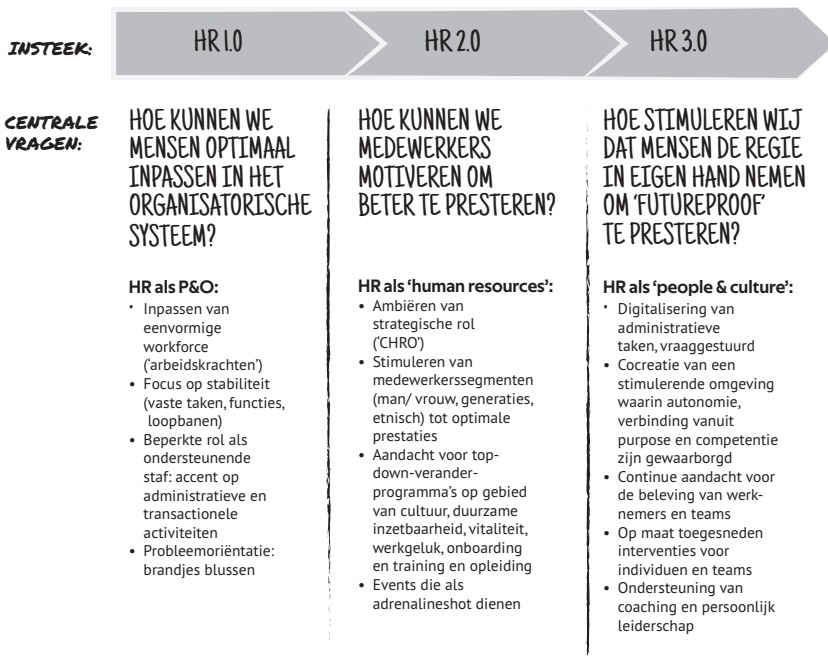 INSTEEK:
HR 1.0
HR 2.0
HR 3.0
CENTRALE
VRAGEN:
HOE KUNNEN WE
MENSEN OPTIMAAL
INPASSEN IN HET
ORGANISATORISCHE
SYSTEEM?
HR als P&O:
• Inpassen van
eenvormige
workforce
('arbeidskrachten')
• Focus op stabiliteit
(vaste taken, functies,
loopbanen)
• Beperkte rol als
ondersteunende
staf: accent op
administratieve en
transactionele
activiteiten
• Probleemoriëntatie:
brandjes blussen
HOE KUNNEN WE
MEDEWERKERS
MOTIVEREN OM
BETER TE PRESTEREN?
HR als 'human resources':
• Ambiëren van
strategische rol
('CHRO')
• Stimuleren van
medewerkerssegmenten
(man/ vrouw, generaties,
etnisch) tot optimale
prestaties
• Aandacht voor top-
down-verander-
programma's op gebied
van cultuur, duurzame
inzetbaarheid, vitaliteit,
werkgeluk, onboarding
en training en opleiding
• Events die als
adrenalineshot dienen
HOE STIMULEREN WIJ
DAT MENSEN DE REGIE
IN EIGEN HAND NEMEN
OM 'FUTUREPROOF'
TE PRESTEREN?
HR als 'people & culture':
• Digitalisering van
administratieve
taken, vraaggestuurd
• Cocreatie van een
stimulerende omgeving
waarin autonomie,
verbinding vanuit
purpose en competentie
zijn gewaarborgd
• Continue aandacht voor
de beleving van werk-
nemers en teams
• Op maat toegesneden
interventies voor
individuen en teams
• Ondersteuning van
coaching en persoonlijk
leiderschap